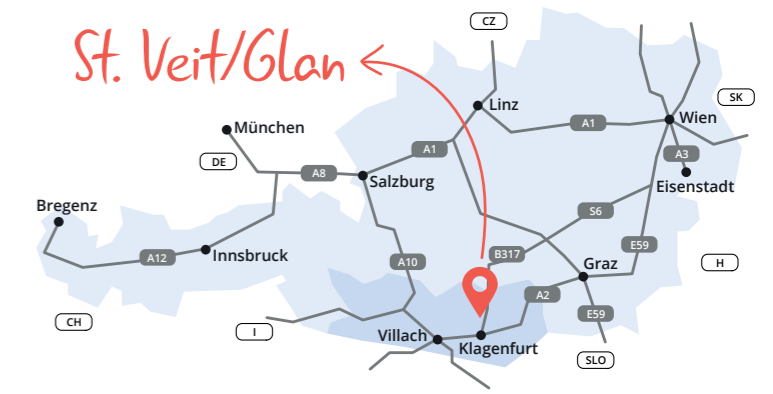 CZ
St. Veit/Glan
SK
Linz
Wien
A1
München
A1
A3
DE
A8
Salzburg
Eisenstadt
Bregenz
S6
Innsbruck
B317
E59
A12
A10
Graz
H
A2
CH
I
E59
Villach
Klagenfurt
SLO